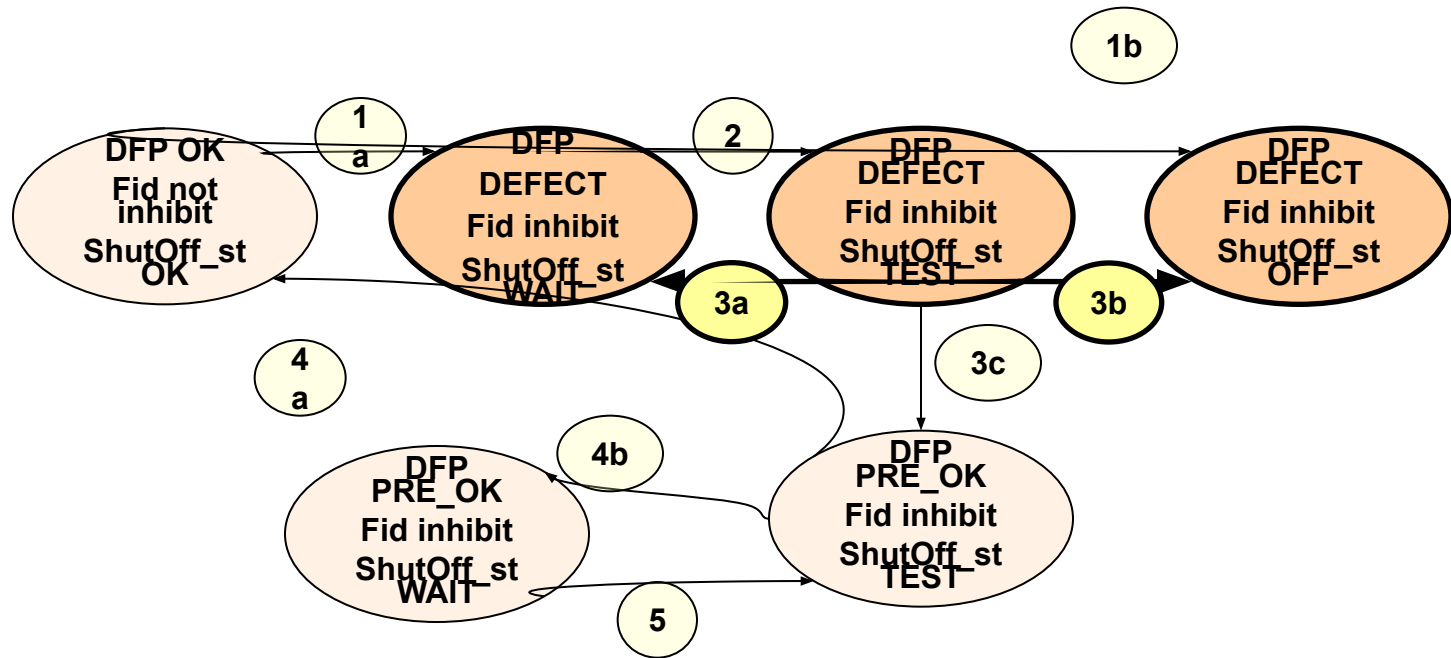 1b
1
a
2
DFP OK
Fid not
inhibit
ShutOff_st
OK
DFP
DEFECT
Fid inhibit
ShutOff_st
WAIT
DFP
DEFECT
Fid inhibit
ShutOff_st
TEST
DFP
DEFECT
Fid inhibit
ShutOff_st
OFF
3a
3b
3c
4
a
4b
DFP
PRE_OK
Fid inhibit
ShutOff_st
WAIT
DFP
PRE_OK
Fid inhibit
ShutOff_st
TEST
5